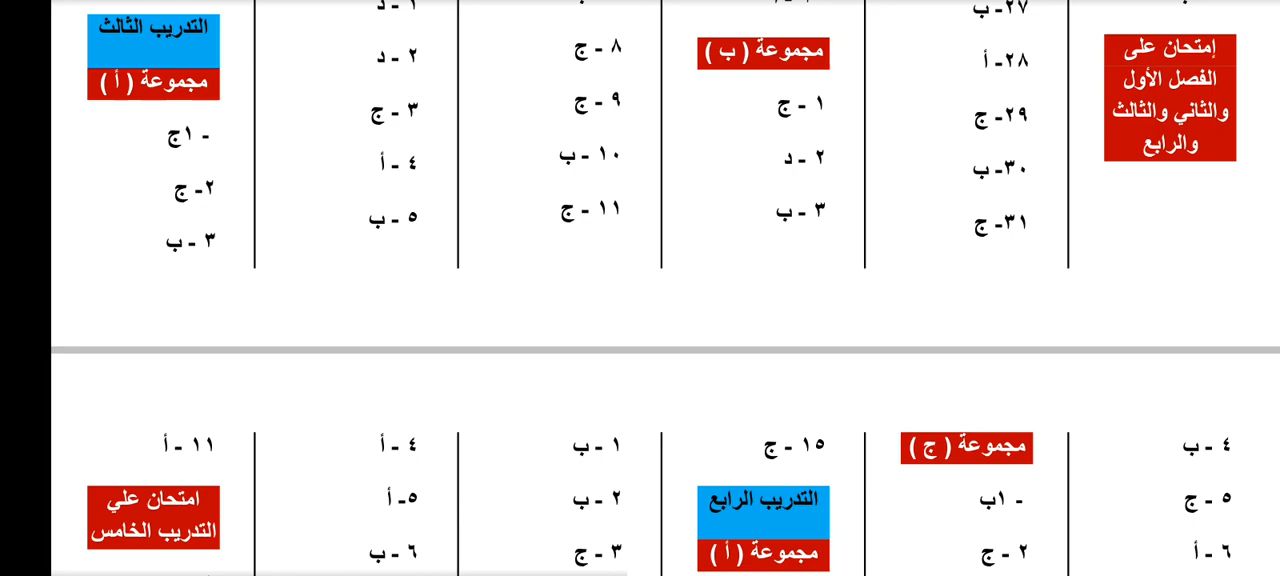 إمتحان على
الفصل الأول
والثاني والثالث
والرابع
٢٧- ب
٢٨- أ
٢٩- ج
٣٠- ب
٣١- ج
مجموعة ( ب )
١ - ج
٢ - د
٣ - ب
٨ - ج
٩ - ج
١٠ - ب
١١ - ج
١ - د
٢ - د
٣ - ج
٤ - أ
٥ - ب
التدريب الثالث
مجموعة ( أ )
- ١ج
٢- ج
٣ - ب
٤ - ب
٥ - ج
٦ - أ
مجموعة ( ج )
- ١ب
٢ - ج
١٥ - ج
التدريب الرابع
مجموعة ( أ )
١ - ب
٢ - ب
٣ - ج
٤ - أ
٥- أ
٦ - ب
١١ - أ
امتحان علي
التدريب الخامس